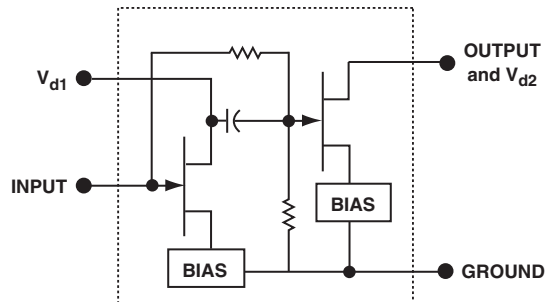 OUTPUT
and Vd2
Vd1
INPUT
BIAS
BIAS
GROUND